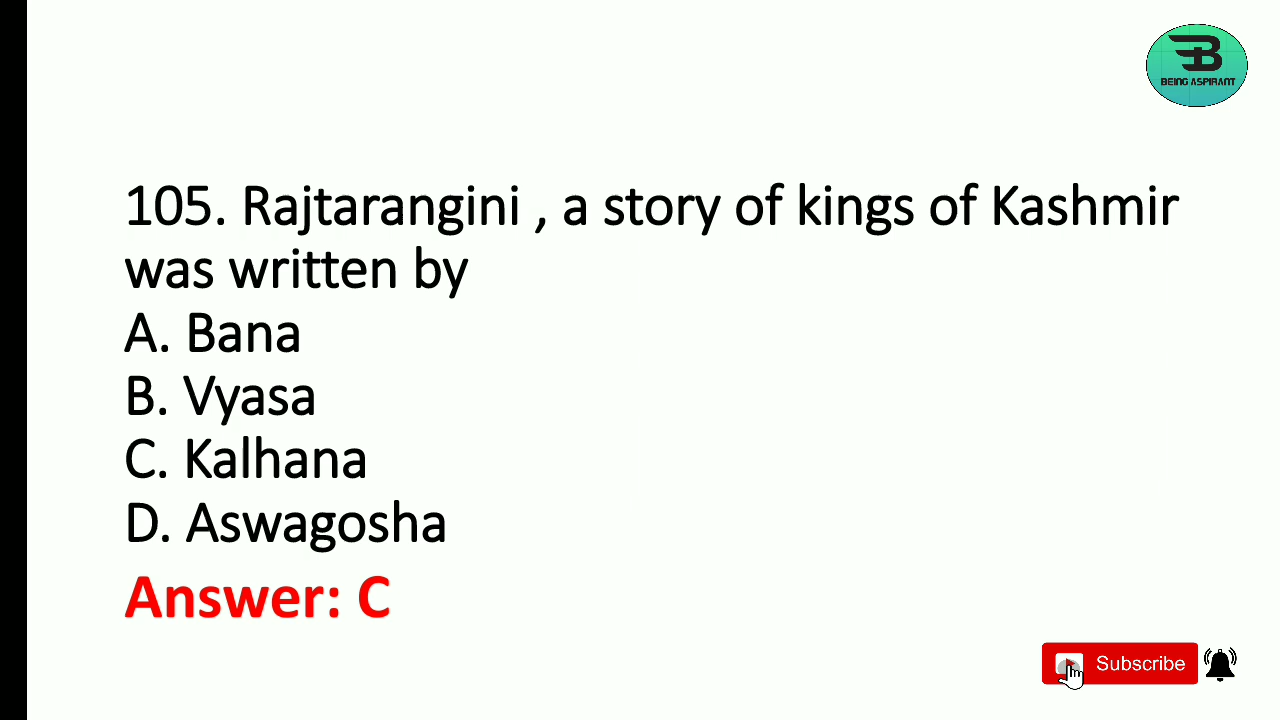 BEING ASPIRANT
105. Rajtarangini , a story of kings of Kashmir
was written by
A. Bana
B. Vyasa
C. Kalhana
D. Aswagosha
Answer: C
Subscribe